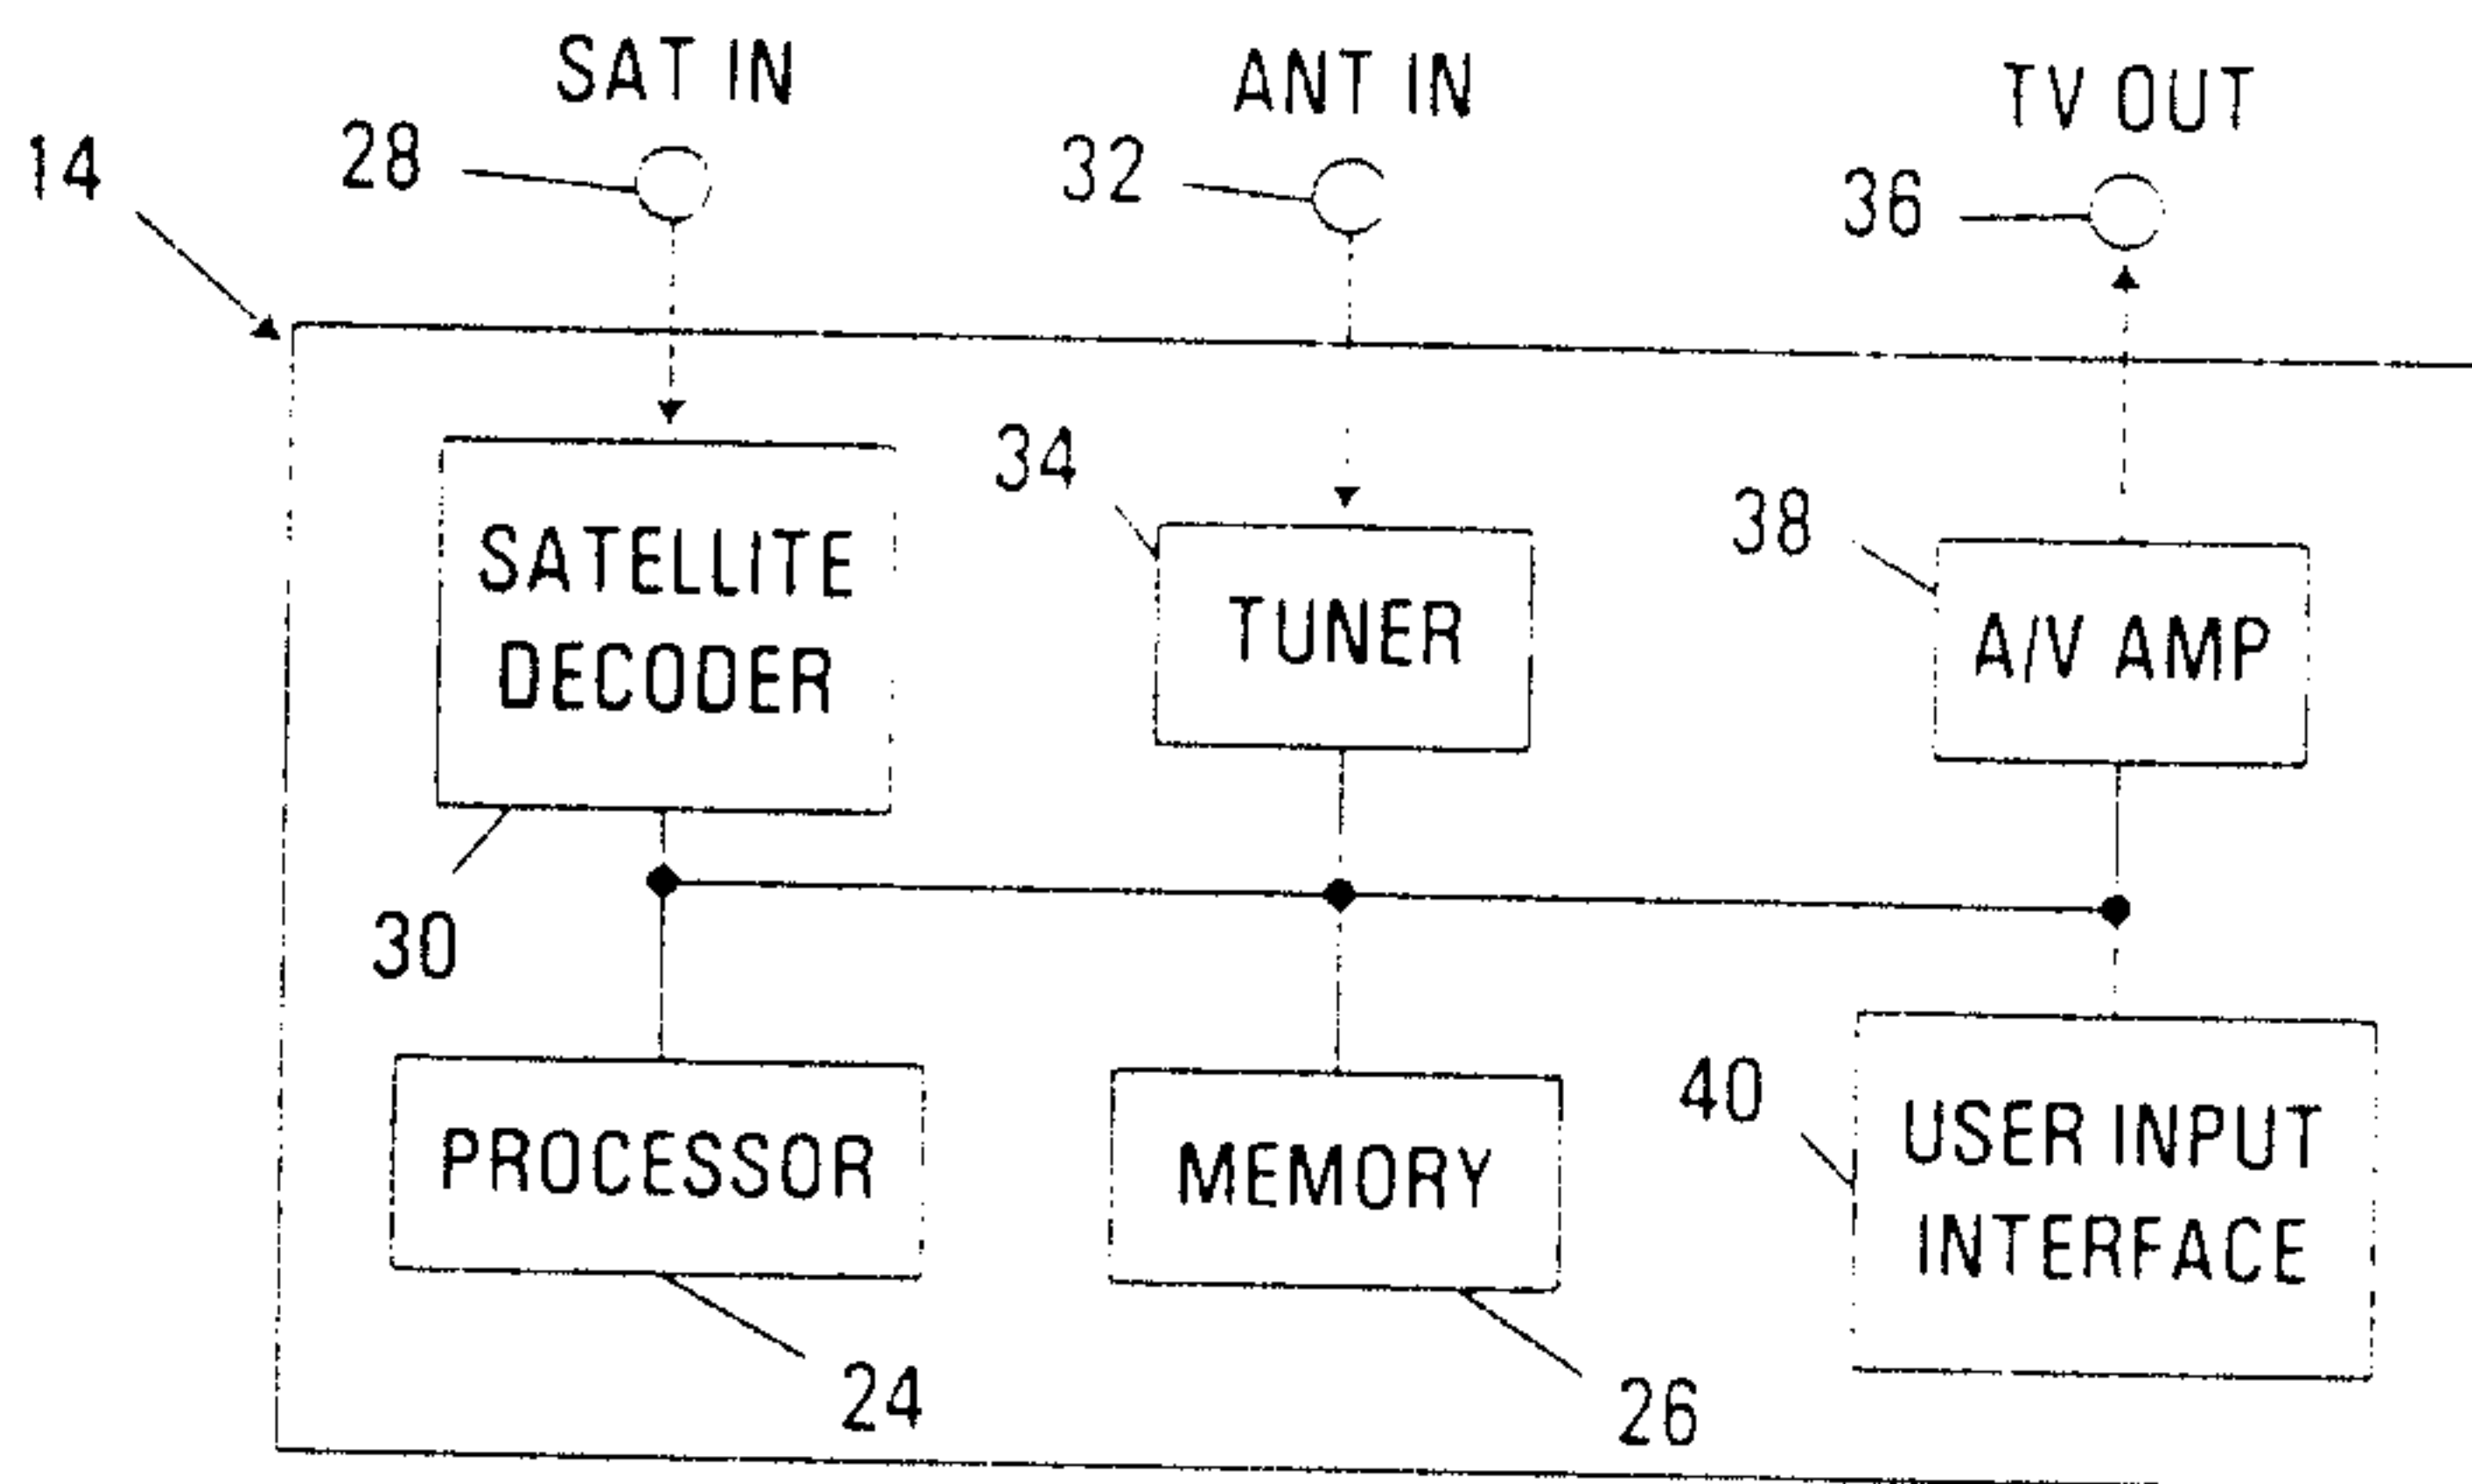 SAT IN
ANT IN
TV OUT
14
28
32
36
34
38
SATELLITE
DECODER
TUNER
A/V AMP
30
40
PROCESSOR
MEMORY
USER INPUT
INTERFACE
24
26